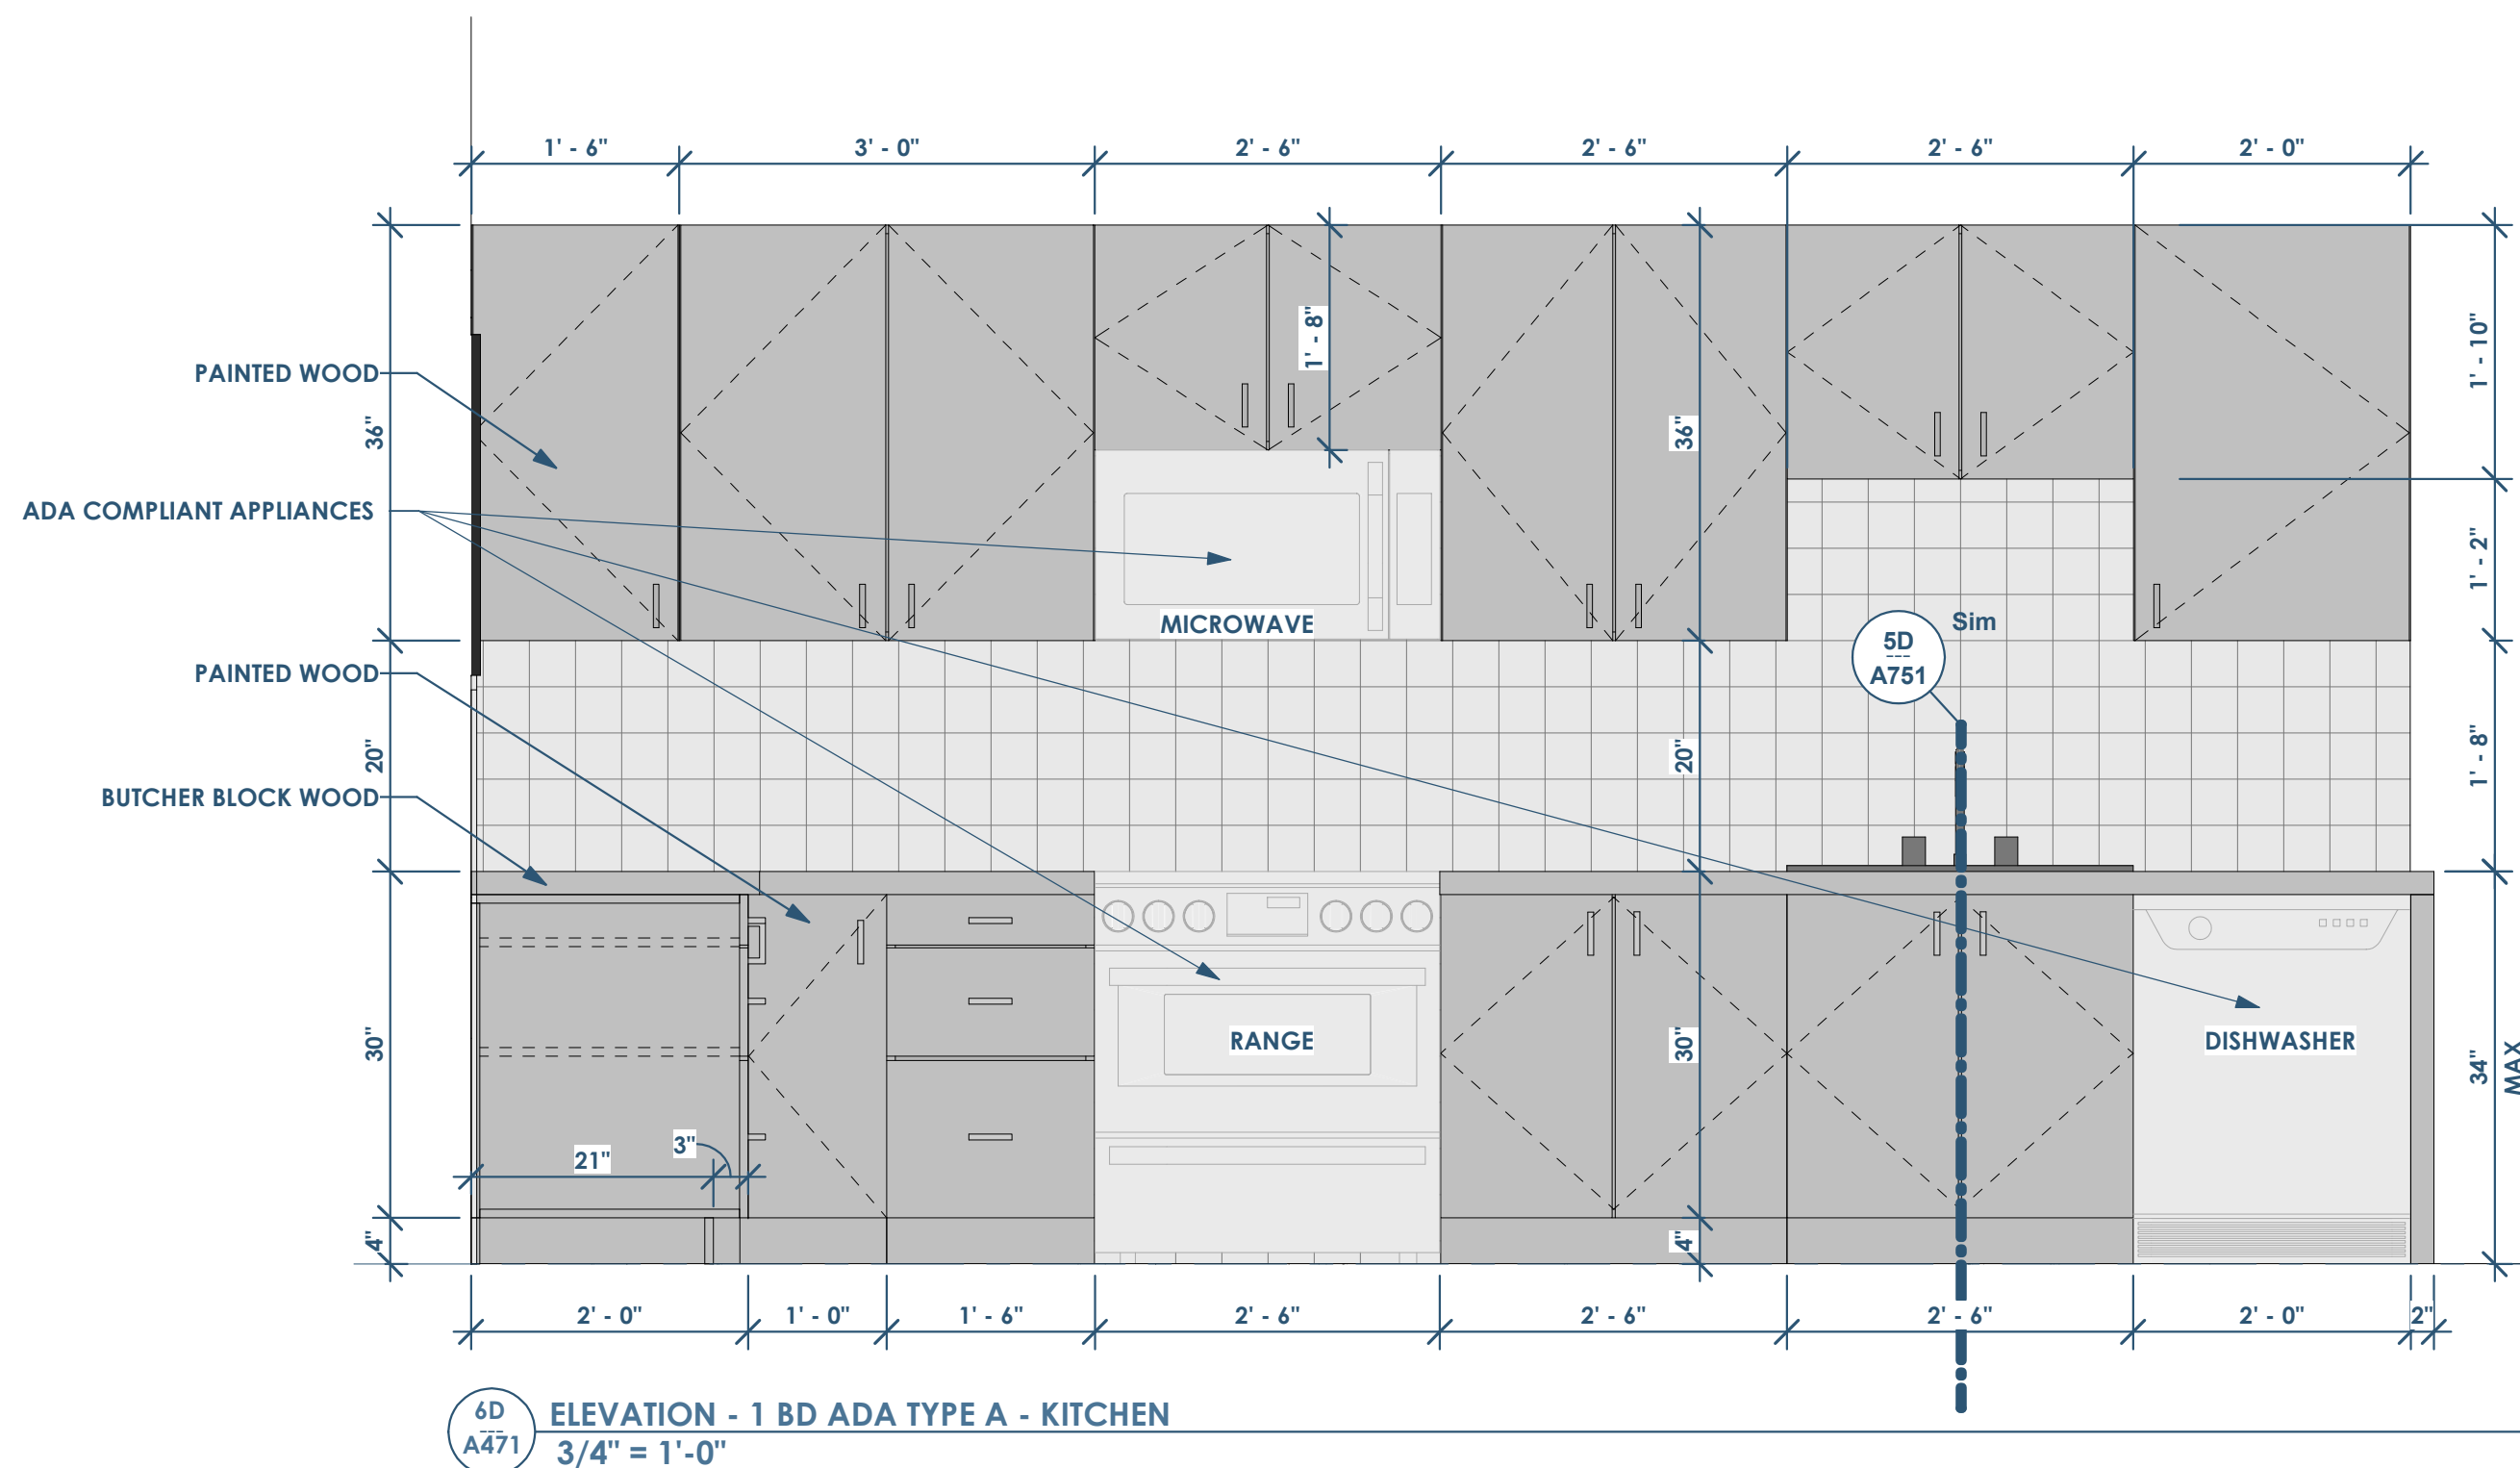 1' - 6"
3' - 0"
2' - 6"
2' - 6"
2' - 6"
2' - 0"
1' - 8"
1' - 10"
PAINTED WOOD
36"
36"
ADA COMPLIANT APPLIANCES
1' - 2"
MICROWAVE
Sim
5D
---
A751
PAINTED WOOD
20"
20"
1' - 8"
BUTCHER BLOCK WOOD
30"
RANGE
30"
DISHWASHER
34"
MAX
3"
21"
4"
4"
2' - 0"
1' - 0"
1' - 6"
2' - 6"
2' - 6"
2' - 6"
2' - 0"
2"
6D
---
A471
ELEVATION - 1 BD ADA TYPE A - KITCHEN
3/4" = 1'-0"